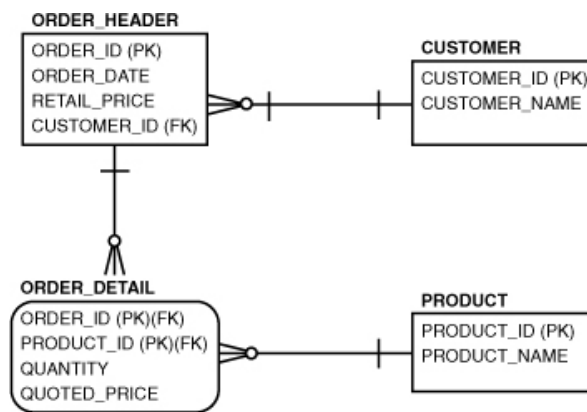 ORDER_HEADER
ORDER_ID (PK)
ORDER_DATE
RETAIL_PRICE
CUSTOMER_ID (FK)
CUSTOMER
CUSTOMER_ID (PK)
CUSTOMER_NAME
ORDER_DETAIL
ORDER_ID (PK)(FK)
PRODUCT_ID (PK)(FK)
QUANTITY
QUOTED_PRICE
PRODUCT
PRODUCT_ID (PK)
PRODUCT_NAME